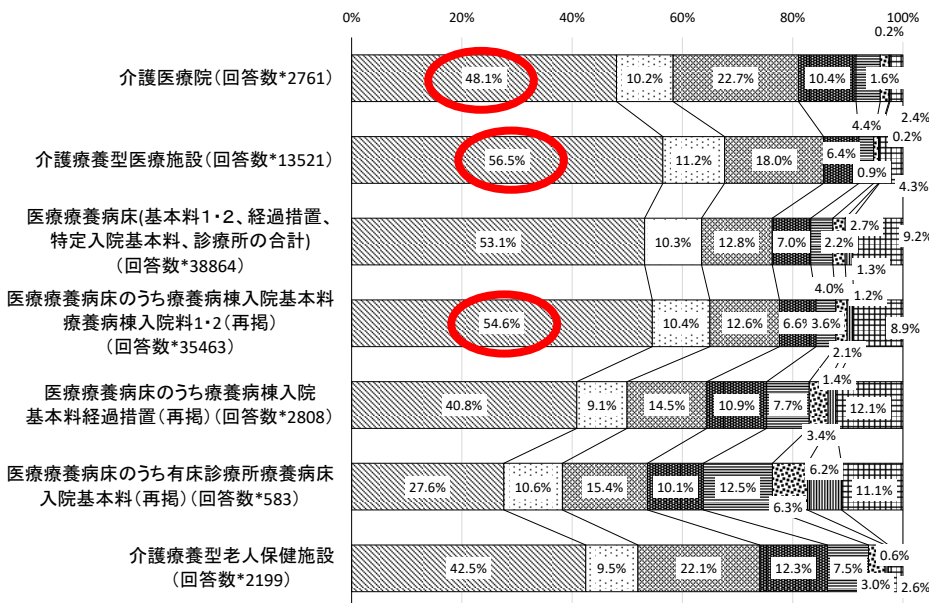 0% 20% 40% 60% 80% 100%
0.2%
介護医療院(回答数*2761)
48.1% 10.2% 22.7% 10.4% 1.6%
4.4% 2.4%
0.2%
介護療養型医療施設(回答数*13521)
56.5% 11.2% 18.0% 6.4% 0.9%
4.3%
医療療養病床(基本料1・2、経過措置、
特定入院基本料、診療所の合計)
(回答数*38864)
53.1% 10.3% 12.8% 7.0% 2.2% 2.7% 9.2%
4.0% 1.3%
医療療養病床のうち療養病棟入院基本料
療養病棟入院料1・2(再掲)
(回答数*35463)
54.6% 10.4% 12.6% 6.6% 3.6% 1.2% 8.9%
2.1%
1.4%
医療療養病床のうち療養病棟入院
基本料経過措置(再掲)(回答数*2808)
40.8% 9.1% 14.5% 10.9% 7.7% 12.1%
3.4%
6.2%
医療療養病床のうち有床診療所療養病床
入院基本料(再掲)(回答数*583)
27.6% 10.6% 15.4% 10.1% 12.5% 11.1%
6.3%
介護療養型老人保健施設
(回答数*2199)
42.5% 9.5% 22.1% 12.3% 7.5% 0.6%
3.0% 2.6%